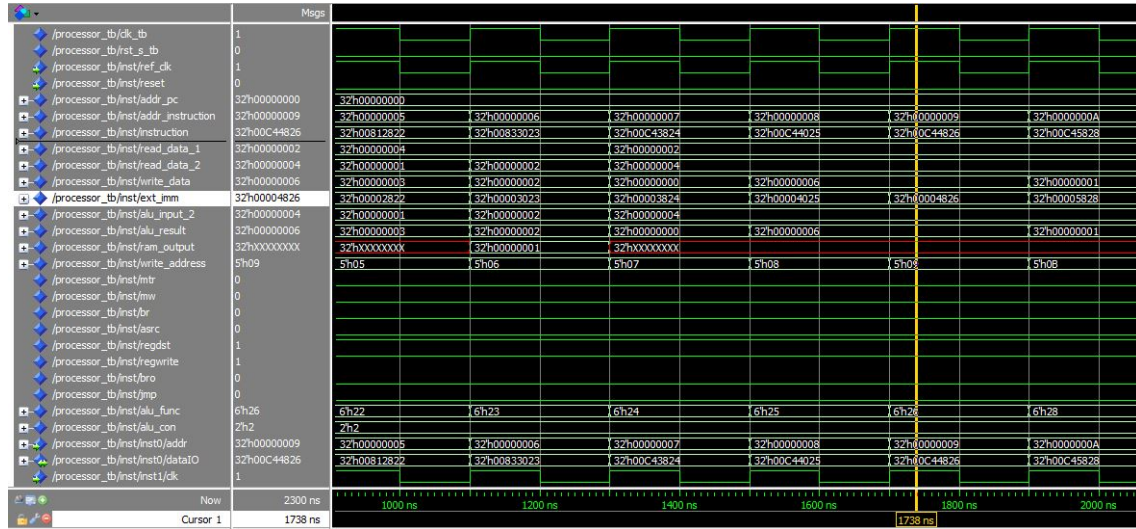 Msgs
/processor_tb/clk_tb 1
/processor_tb/rst_s_tb 0
/processor_tb/inst/ref_clk 1
/processor_tb/inst/reset 0
/processor_tb/inst/addr_pc 32'h00000000 32'h00000000
/processor_tb/inst/addr_instruction 32'h00000009 32'h00000005 32'h00000006 32'h00000007 32'h00000008 32'h00000009 32'h0000000A
/processor_tb/inst/instruction 32'h00C44826 32'h00812822 32'h00833023 32'h00C43824 32'h00C44025 32'h00C44826 32'h00C45828
/processor_tb/inst/read_data_1 32'h00000002 32'h00000004 32'h00000002
/processor_tb/inst/read_data_2 32'h00000004 32'h00000001 32'h00000002 32'h00000004
/processor_tb/inst/write_data 32'h00000006 32'h00000003 32'h00000002 32'h00000000 32'h00000006 32'h00000001
/processor_tb/inst/ext_imm 32'h00004826 32'h00002822 32'h00003023 32'h00003824 32'h00004025 32'h00004826 32'h00005828
/processor_tb/inst/alu_input_2 32'h00000004 32'h00000001 32'h00000002 32'h00000004
/processor_tb/inst/alu_result 32'h00000006 32'h00000003 32'h00000002 32'h00000000 32'h00000006 32'h00000001
/processor_tb/inst/ram_output 32'hXXXXXXXX 32'hXXXXXXXX 32'h00000001 32'hXXXXXXXX
/processor_tb/inst/write_address 5'h09 5'h05 5'h06 5'h07 5'h08 5'h09 5'h0B
/processor_tb/inst/mtr 0
/processor_tb/inst/mw 0
/processor_tb/inst/br 0
/processor_tb/inst/asrc 0
/processor_tb/inst/regdst 1
/processor_tb/inst/regwrite 1
/processor_tb/inst/bro 0
/processor_tb/inst/jmp 0
/processor_tb/inst/alu_func 6'h26 6'h22 6'h23 6'h24 6'h25 6'h26 6'h28
/processor_tb/inst/alu_con 2'h2 2'h2
/processor_tb/inst/inst0/addr 32'h00000009 32'h00000005 32'h00000006 32'h00000007 32'h00000008 32'h00000009 32'h0000000A
/processor_tb/inst/inst0/dataIO 32'h00C44826 32'h00812822 32'h00833023 32'h00C43824 32'h00C44025 32'h00C44826 32'h00C45828
/processor_tb/inst/inst1/clk 1
Now 2300 ns 1000 ns 1200 ns 1400 ns 1600 ns 1800 ns 2000 ns
Cursor 1 1738 ns 1738 ns